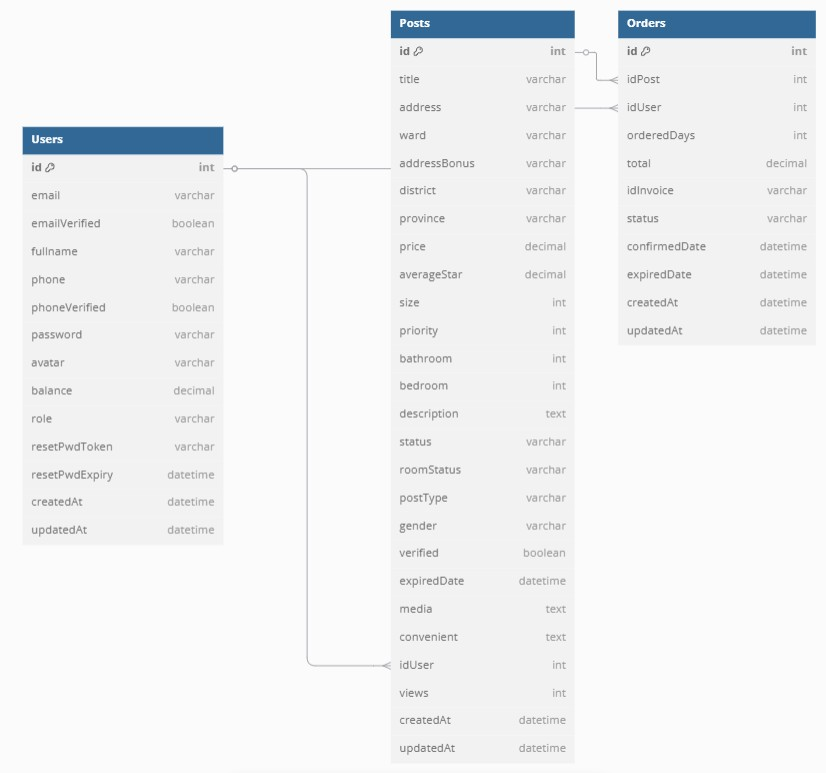 Users
id int
email varchar
emailVerified boolean
fullname varchar
phone varchar
phoneVerified boolean
password varchar
avatar varchar
balance decimal
role varchar
resetPwdToken varchar
resetPwdExpiry datetime
createdAt datetime
updatedAt datetime
Posts
id int
title varchar
address varchar
ward varchar
addressBonus varchar
district varchar
province varchar
price decimal
averageStar decimal
size int
priority int
bathroom int
bedroom int
description text
status varchar
roomStatus varchar
postType varchar
gender varchar
verified boolean
expiredDate datetime
media text
convenient text
idUser int
views int
createdAt datetime
updatedAt datetime
Orders
id int
idPost int
idUser int
orderedDays int
total decimal
idInvoice varchar
status varchar
confirmedDate datetime
expiredDate datetime
createdAt datetime
updatedAt datetime